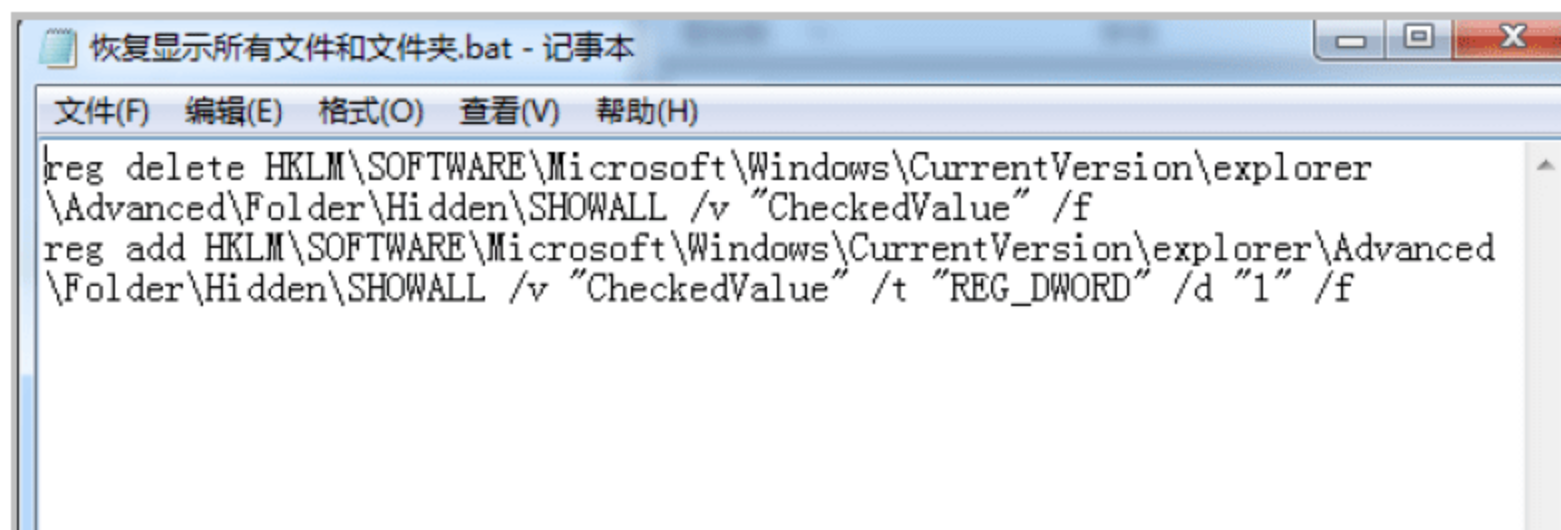 恢复显示所有文件和文件夹.bat - 记事本
文件(F) 编辑(E) 格式(O) 查看(V) 帮助(H)
reg delete HKLM\SOFTWARE\Microsoft\Windows\CurrentVersion\explorer
\Advanced\Folder\Hidden\SHOWALL /v "CheckedValue" /f
reg add HKLM\SOFTWARE\Microsoft\Windows\CurrentVersion\explorer\Advanced
\Folder\Hidden\SHOWALL /v "CheckedValue" /t "REG_DWORD" /d "1" /f